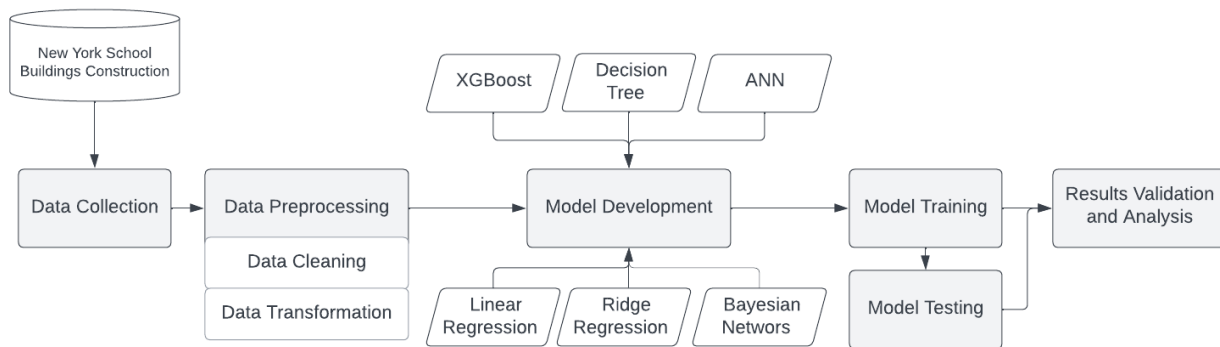 New York School
Buildings Construction
XGBoost
Decision
Tree
ANN
Data Collection
Data Preprocessing
Model Development
Model Training
Results Validation
and Analysis
Data Cleaning
Data Transformation
Linear
Regression
Ridge
Regression
Bayesian
Networs
Model Testing